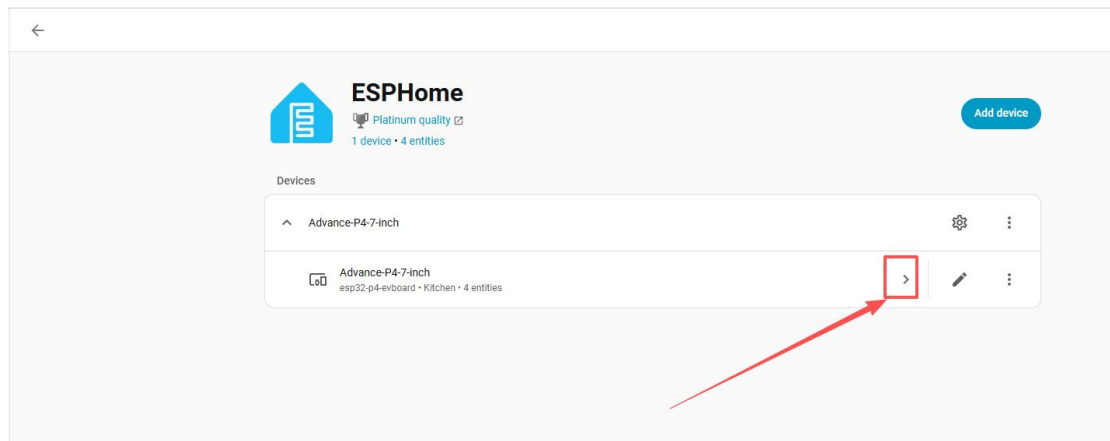 ESPHome
Platinum quality
1 device • 4 entities
Add device
Devices
Advance-P4-7-inch
Advance-P4-7-inch
esp32-p4-evboard • Kitchen • 4 entities